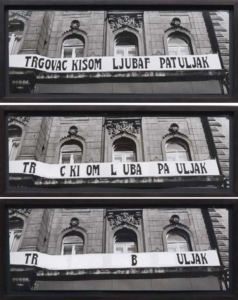 TRGOVAC KISOM LJUBAF PATULJAK
TR C KI OM L UBA PA ULJAK
TR B ULJAK